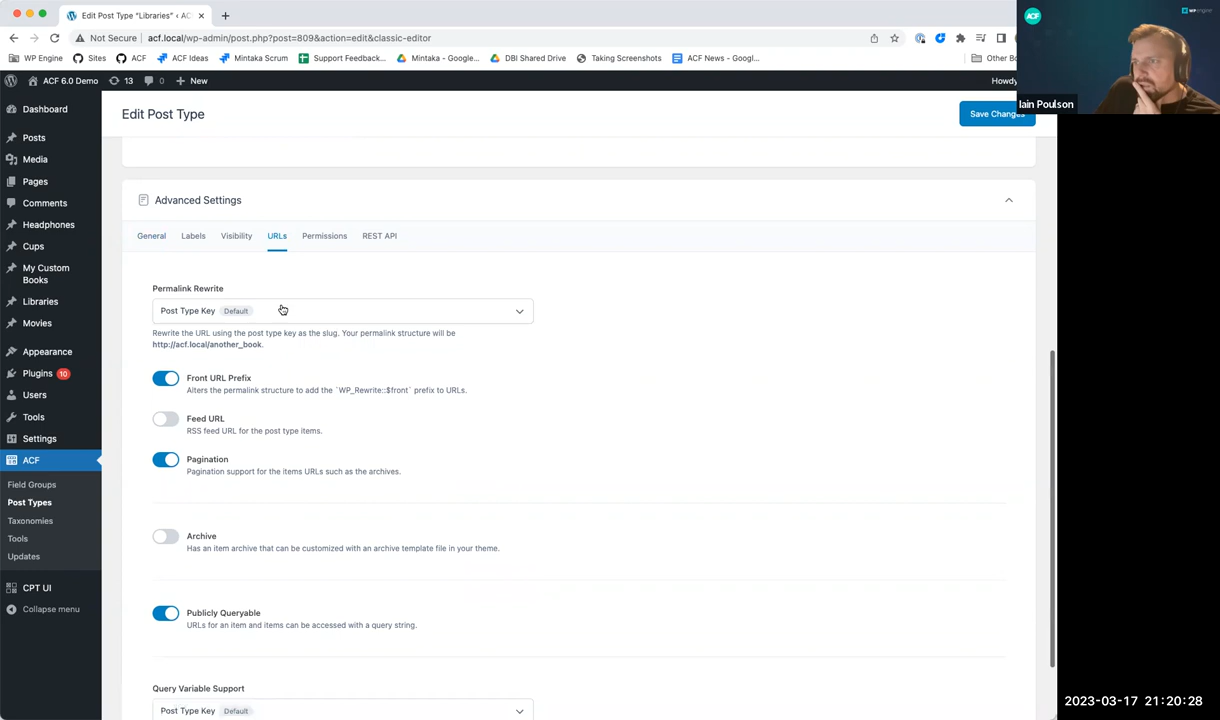 Edit Post Type "Libraries" ‹ AC
Not Secure acf.local/wp-admin/post.php?post=809&action=edit&classic-editor
WP Engine Sites ACF ACF Ideas Mintaka Scrum Support Feedback... Mintaka - Google... DBI Shared Drive Taking Screenshots ACF News - Googl... Other Bo
ACF
wp engine
Iain Poulson
ACF 6.0 Demo 13 0 New Howdy
Dashboard
Posts
Media
Pages
Comments
Headphones
Cups
My Custom
Books
Libraries
Movies
Appearance
Plugins 10
Users
Tools
Settings
ACF
Field Groups
Post Types
Taxonomies
Tools
Updates
CPT UI
Collapse menu
Edit Post Type
Save Changes
Advanced Settings
General Labels Visibility URLs Permissions REST API
Permalink Rewrite
Post Type Key Default
Rewrite the URL using the post type key as the slug. Your permalink structure will be
http://acf.local/another_book.
Front URL Prefix
Alters the permalink structure to add the `WP_Rewrite::$front` prefix to URLs.
Feed URL
RSS feed URL for the post type items.
Pagination
Pagination support for the items URLs such as the archives.
Archive
Has an item archive that can be customized with an archive template file in your theme.
Publicly Queryable
URLs for an item and items can be accessed with a query string.
Query Variable Support
Post Type Key Default
2023-03-17 21:20:28